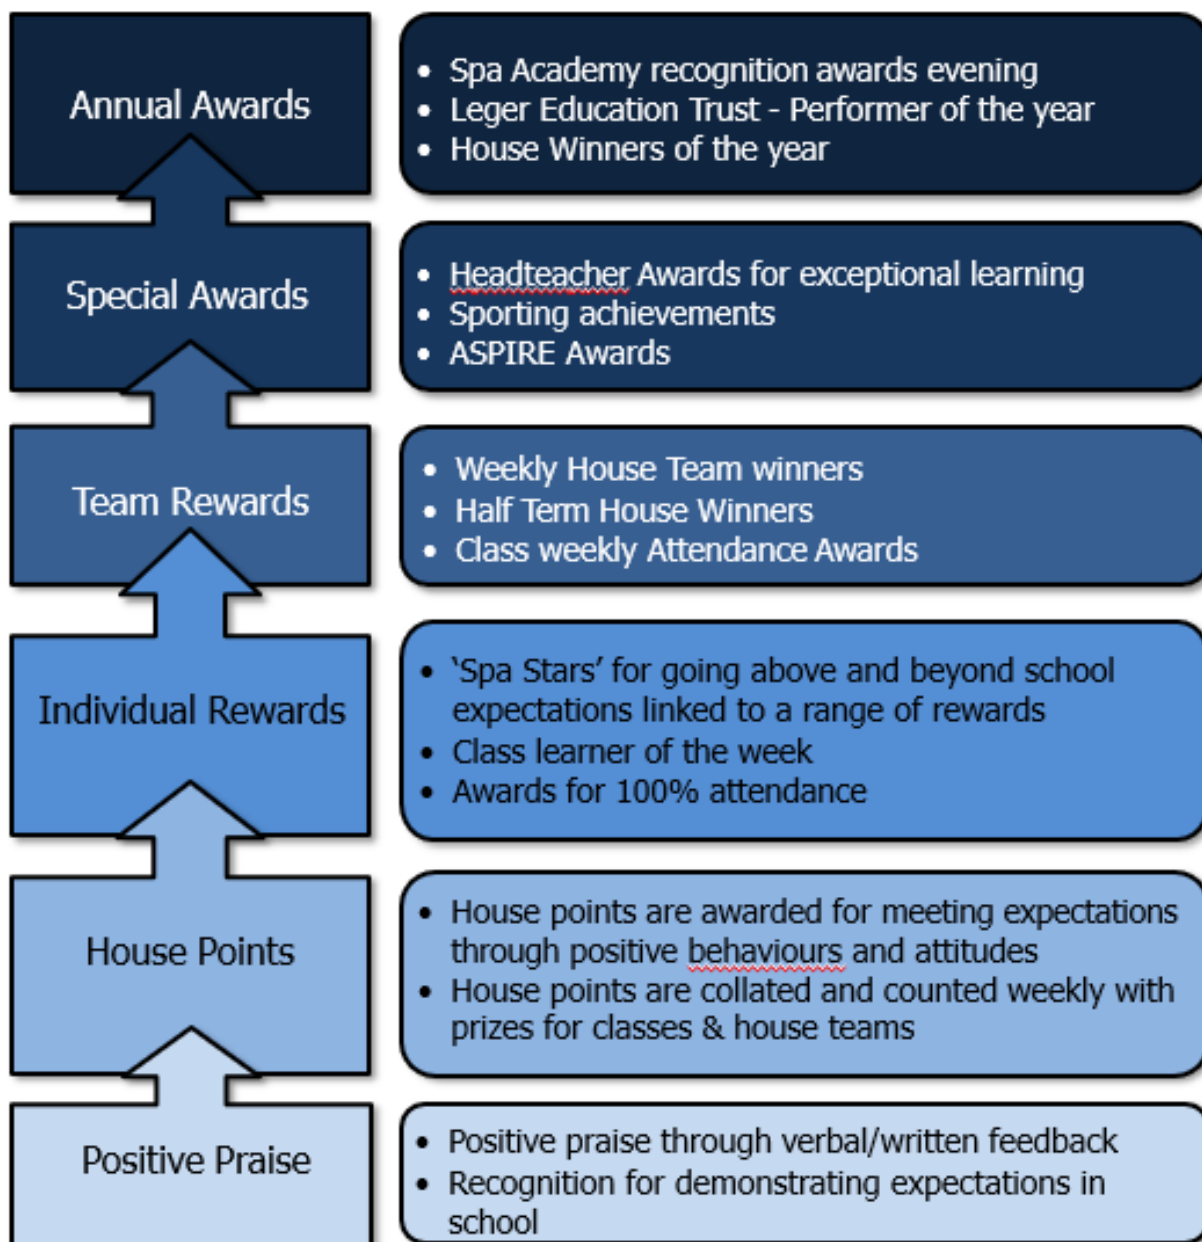 Annual Awards
• Spa Academy recognition awards evening
• Leger Education Trust - Performer of the year
• House Winners of the year
Special Awards
• Headteacher Awards for exceptional learning
• Sporting achievements
• ASPIRE Awards
Team Rewards
• Weekly House Team winners
• Half Term House Winners
• Class weekly Attendance Awards
Individual Rewards
• ‘Spa Stars’ for going above and beyond school
expectations linked to a range of rewards
• Class learner of the week
• Awards for 100% attendance
House Points
• House points are awarded for meeting expectations
through positive behaviours and attitudes
• House points are collated and counted weekly with
prizes for classes & house teams
Positive Praise
• Positive praise through verbal/written feedback
• Recognition for demonstrating expectations in
school